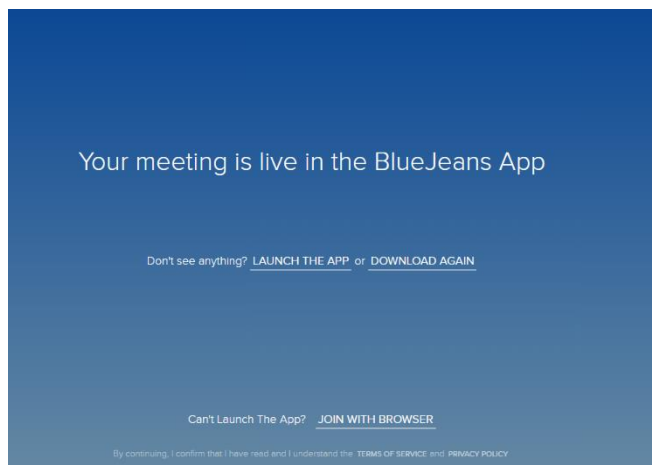 Your meeting is live in the BlueJeans App
Don't see anything? LAUNCH THE APP or DOWNLOAD AGAIN
Can't Launch The App? JOIN WITH BROWSER
By continuing, I confirm that I have read and I understand the TERMS OF SERVICE and PRIVACY POLICY